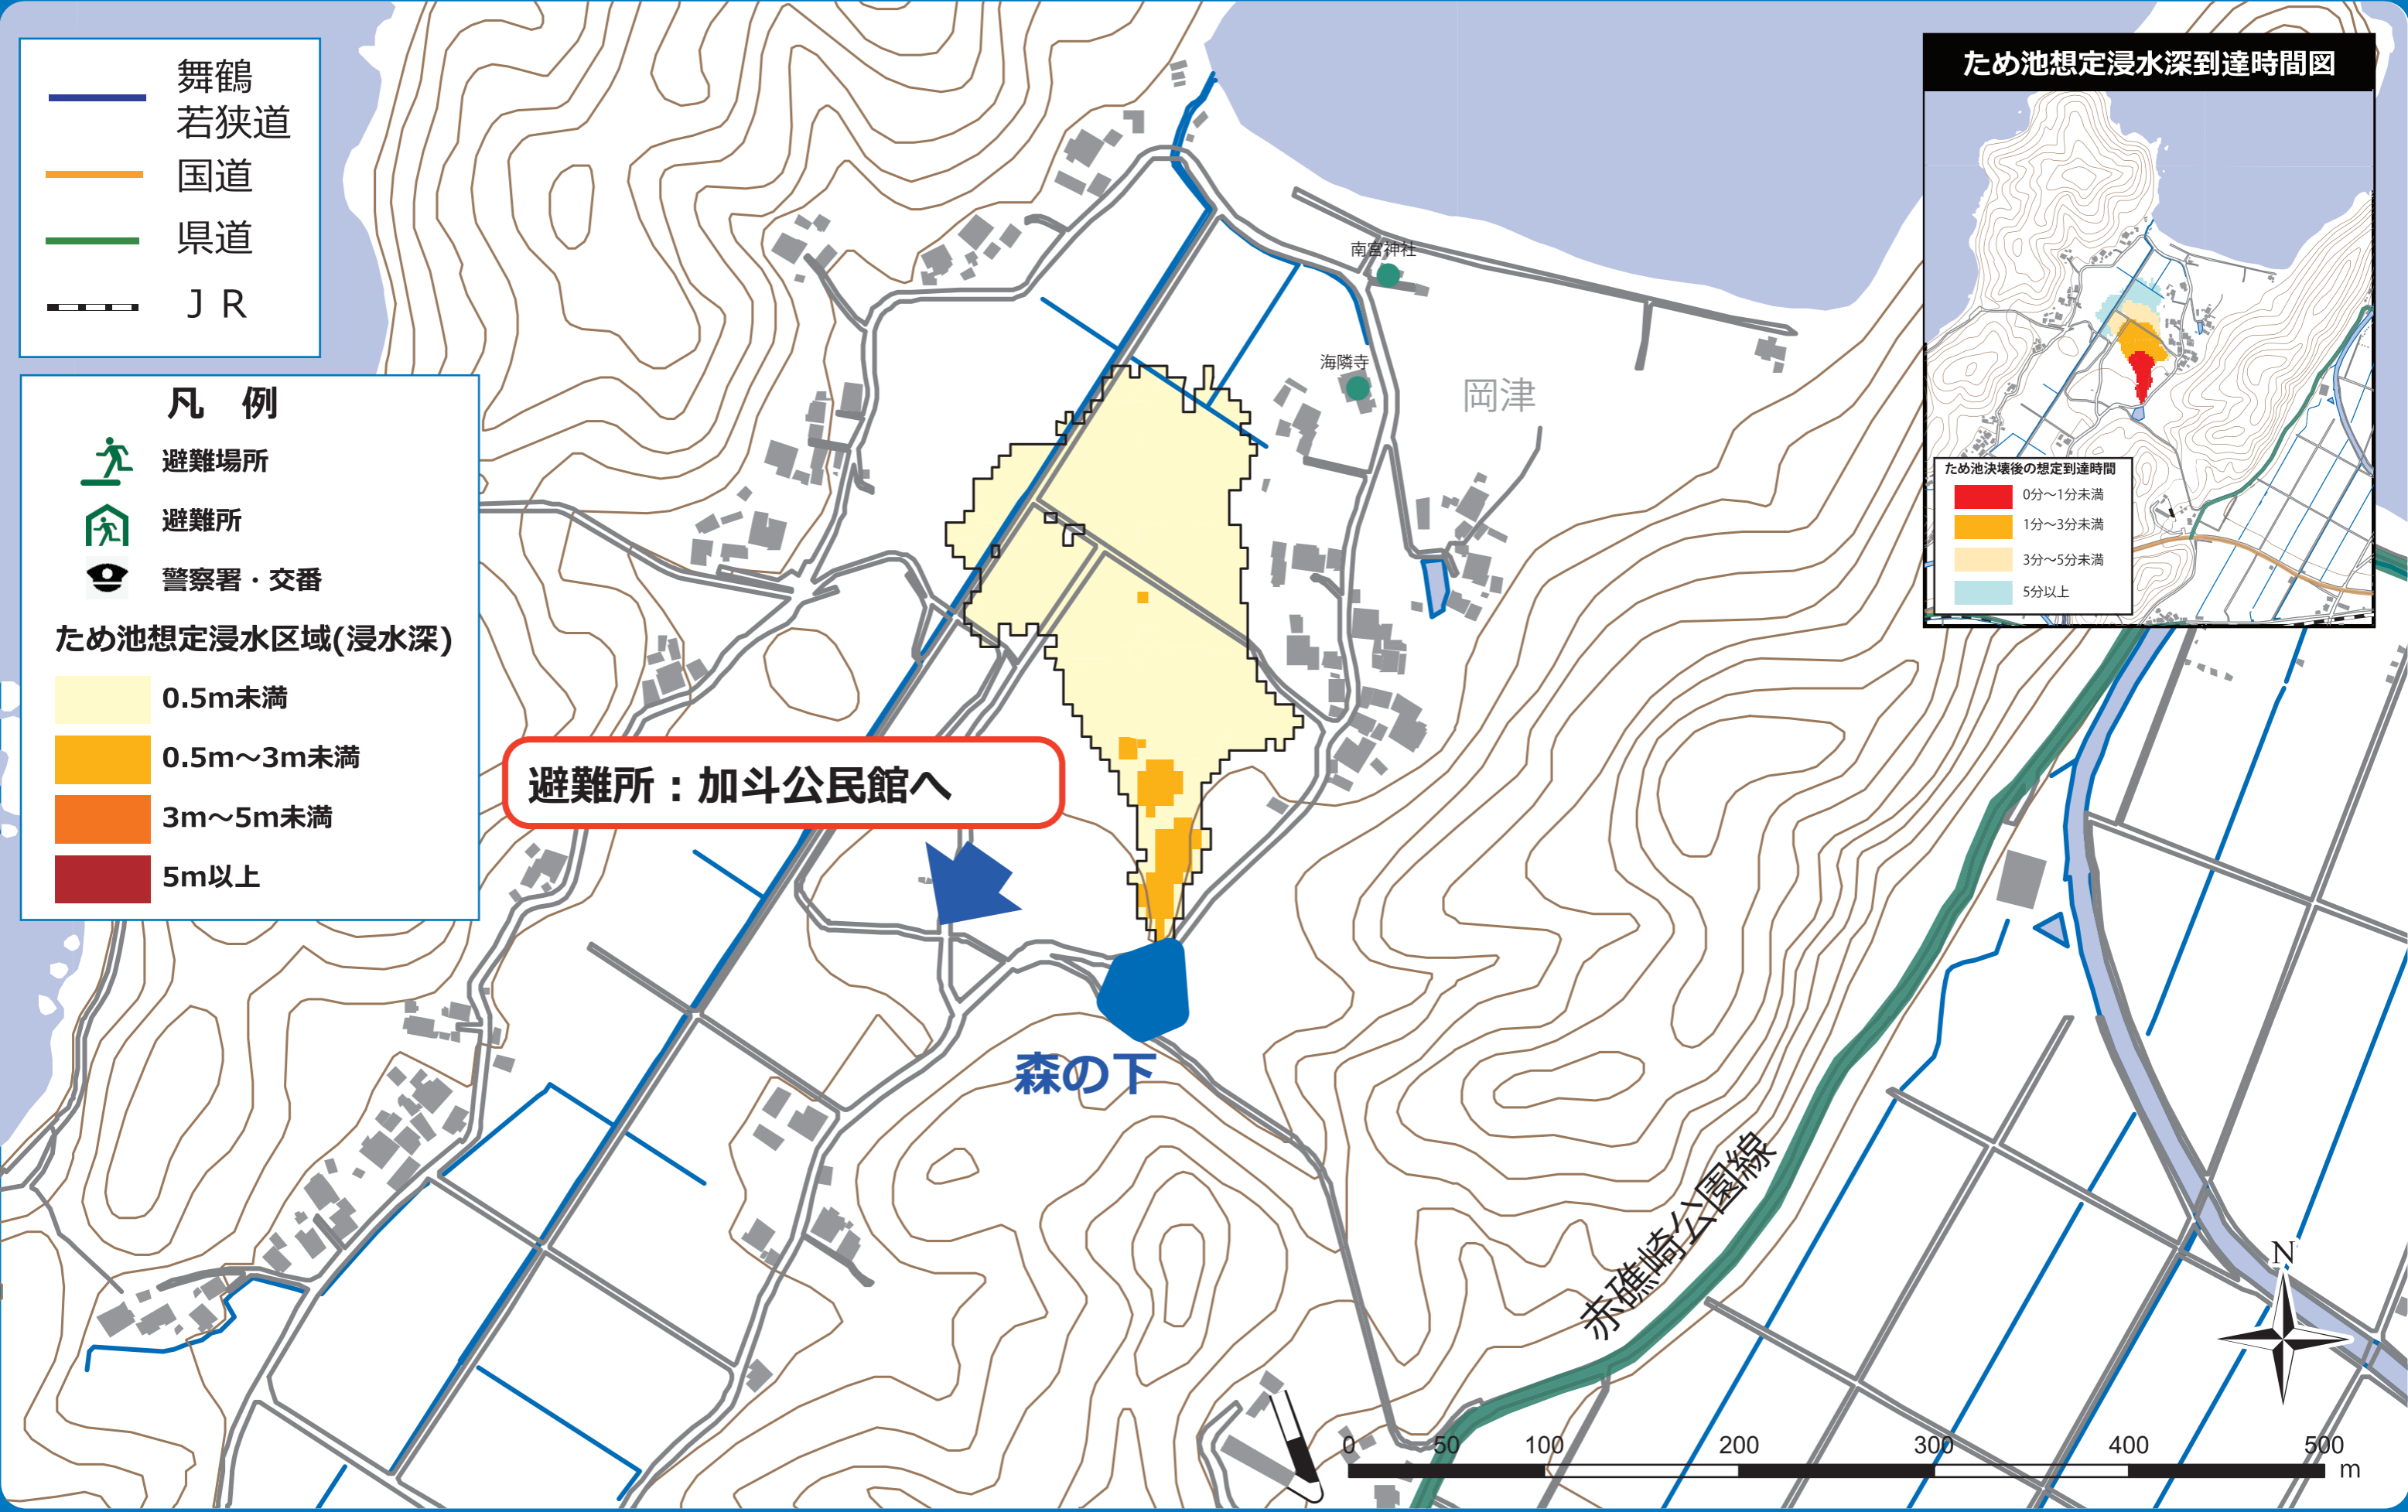 舞鶴
若狭道
国道
県道
ＪＲ
凡　例
避難場所
避難所
警察署・交番
ため池想定浸水区域(浸水深)
0.5m未満
0.5m〜3m未満
3m〜5m未満
5m以上
南宮神社
海隣寺
岡津
避難所：加斗公民館へ
森の下
赤礁崎公園線
ため池想定浸水深到達時間図
ため池決壊後の想定到達時間
0分〜1分未満
1分〜3分未満
3分〜5分未満
5分以上
N
0 50 100 200 300 400 500
m